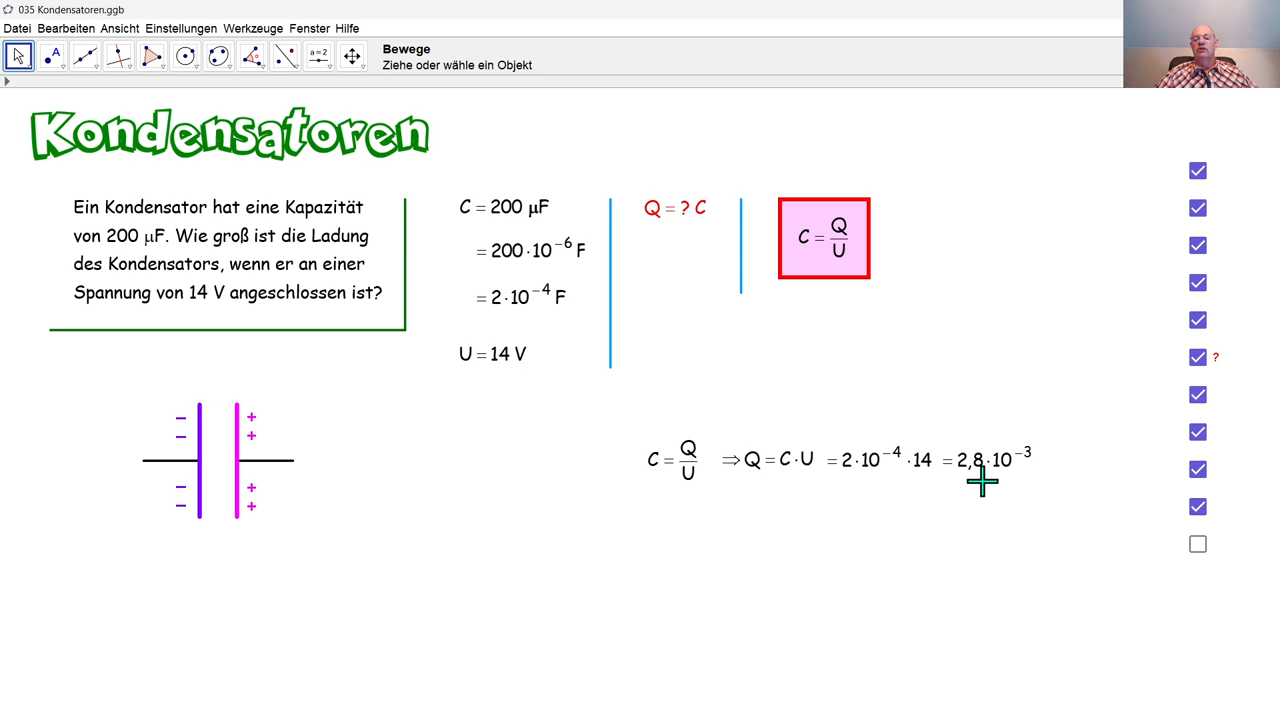 035 Kondensatoren.ggb
Datei Bearbeiten Ansicht Einstellungen Werkzeuge Fenster Hilfe
A
a=2
Bewege
Ziehe oder wähle ein Objekt
Kondensatoren
Ein Kondensator hat eine Kapazität
von 200 µF. Wie groß ist die Ladung
des Kondensators, wenn er an einer
Spannung von 14 V angeschlossen ist?
C = 200 µF
= 200·10⁻⁶ F
= 2·10⁻⁴ F
U = 14 V
Q = ? C
C = Q/U
?
− +
− +
− +
− +
C = Q/U ⇒ Q = C·U = 2·10⁻⁴·14 = 2,8·10⁻³